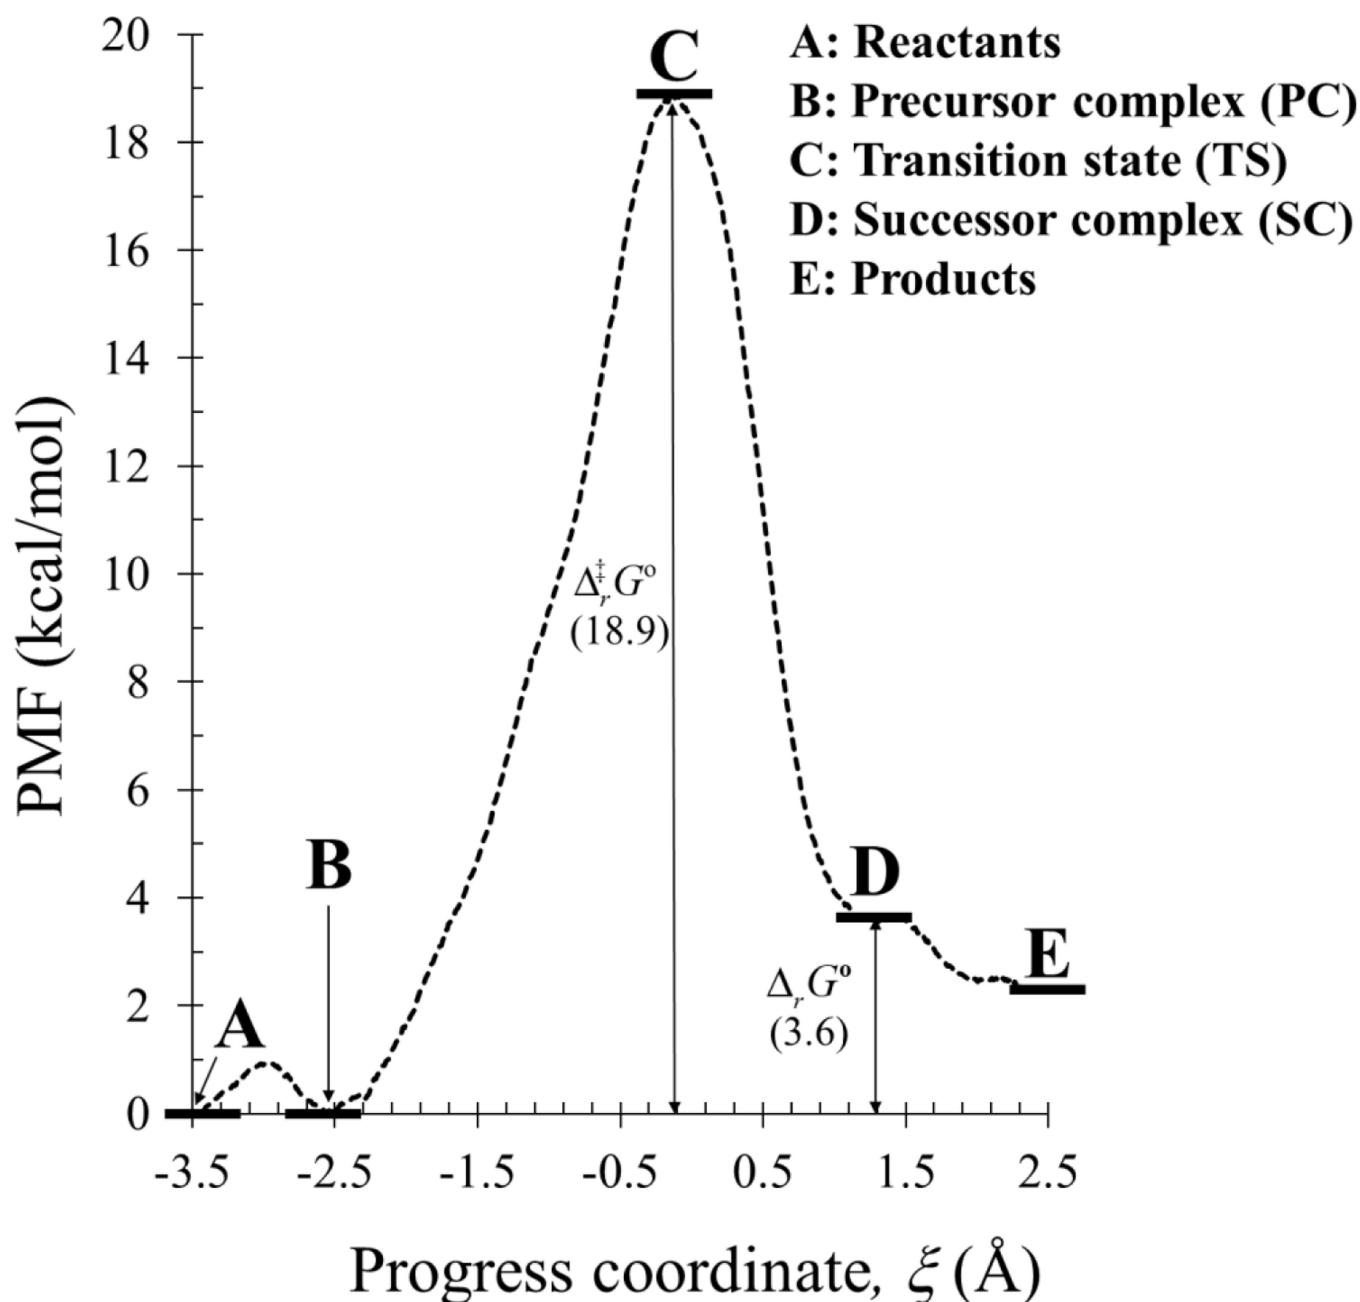 A: Reactants
B: Precursor complex (PC)
C: Transition state (TS)
D: Successor complex (SC)
E: Products
PMF (kcal/mol)
20
18
16
14
12
10
8
6
4
2
0
A
B
C
D
E
Δ‡rG°
(18.9)
ΔrG°
(3.6)
-3.5 -2.5 -1.5 -0.5 0.5 1.5 2.5
Progress coordinate, ξ (Å)